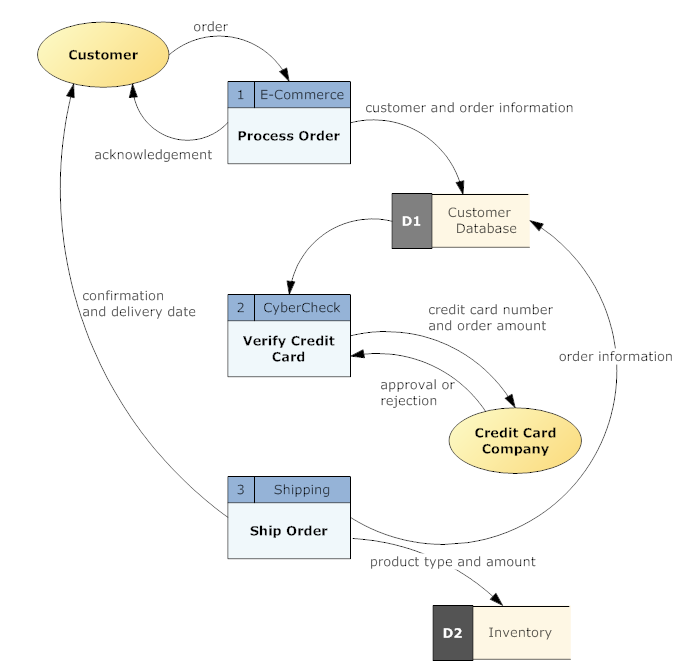 order
Customer
1 E-Commerce
Process Order
customer and order information
acknowledgement
D1
Customer
Database
confirmation
and delivery date
2 CyberCheck
Verify Credit
Card
credit card number
and order amount
order information
approval or
rejection
Credit Card
Company
3 Shipping
Ship Order
product type and amount
D2 Inventory